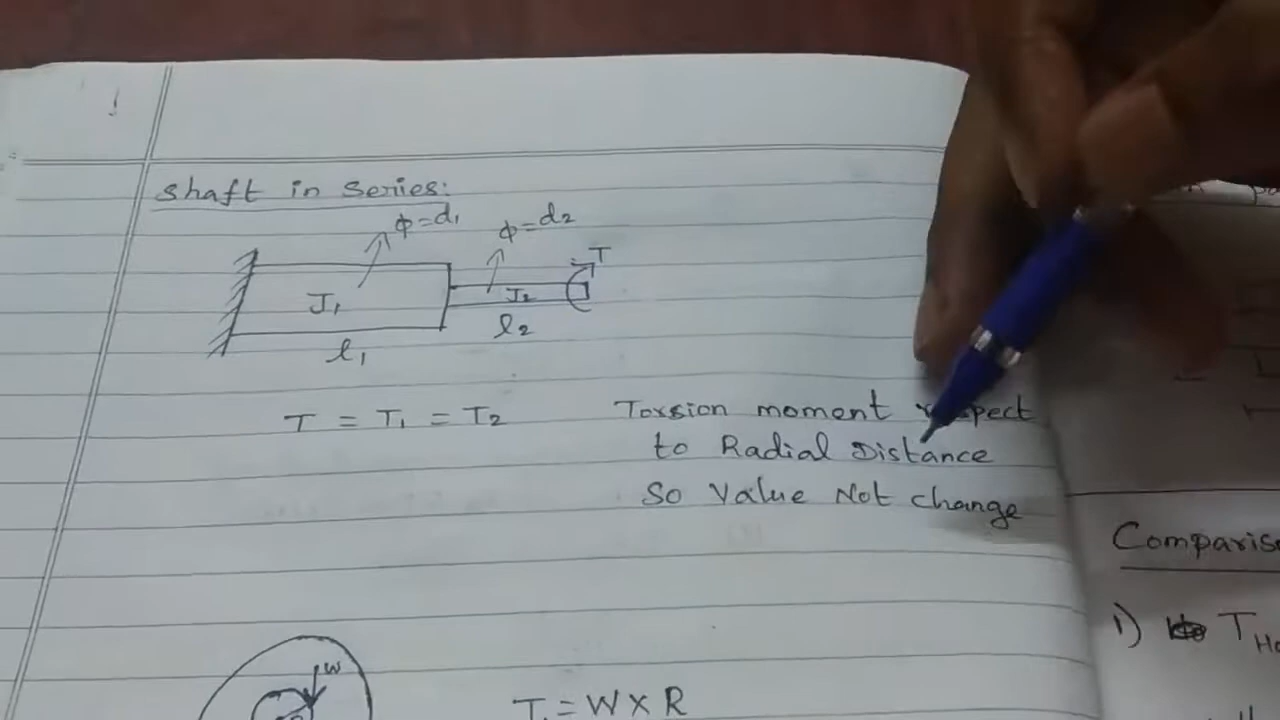 Shaft in Series:
ϕ=d1
ϕ=d2
T
J1
J2
l2
l1
T = T1 = T2
Torsion moment respect
to Radial Distance
So Value Not change
Comparis
1) T
W
T = W X R